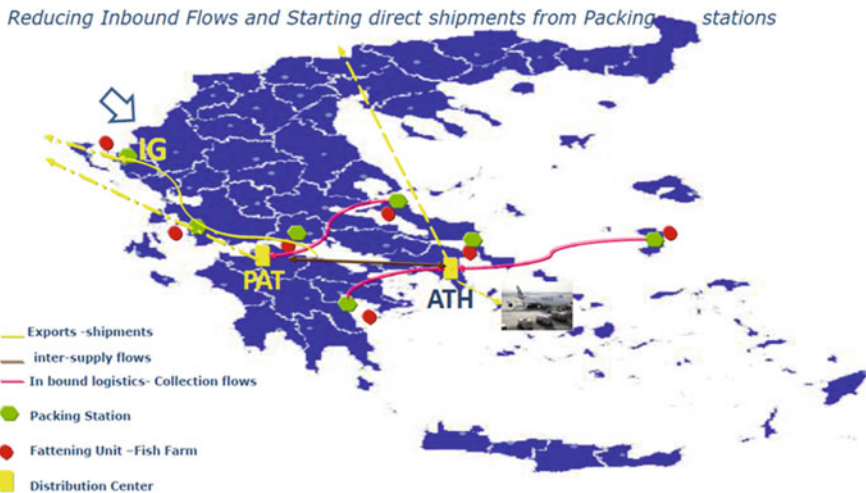 Reducing Inbound Flows and Starting direct shipments from Packing stations
IG
PAT
ATH
Exports -shipments
inter-supply flows
In bound logistics- Collection flows
Packing Station
Fattening Unit –Fish Farm
Distribution Center